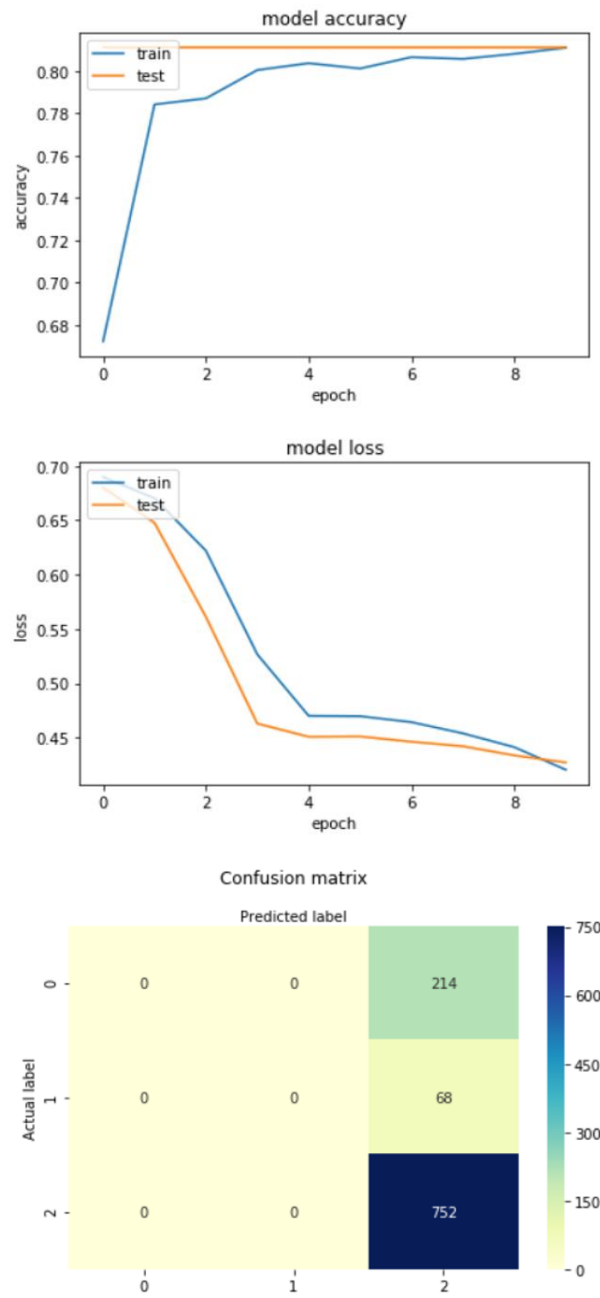 model accuracy
train
test
0.80
0.78
0.76
0.74
0.72
0.70
0.68
accuracy
0 2 4 6 8
epoch
model loss
train
test
0.70
0.65
0.60
0.55
0.50
0.45
loss
0 2 4 6 8
epoch
Confusion matrix
Predicted label
Actual label
0 0 0 214
1 0 0 68
2 0 0 752
0 1 2
750
600
450
300
150
0